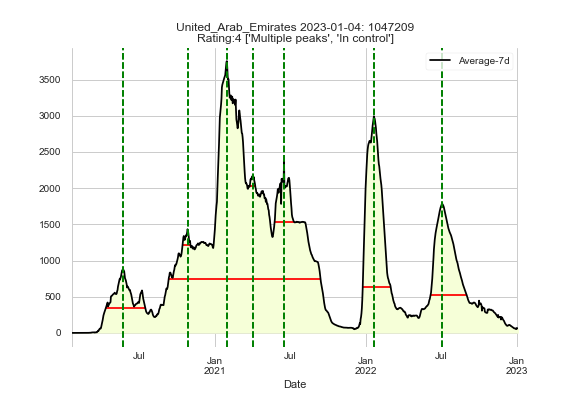 United_Arab_Emirates 2023-01-04: 1047209
Rating:4 ['Multiple peaks', 'In control']
Average-7d
3500
3000
2500
2000
1500
1000
500
0
Jul
Jan
2021
Jul
Jan
2022
Jul
Jan
2023
Date